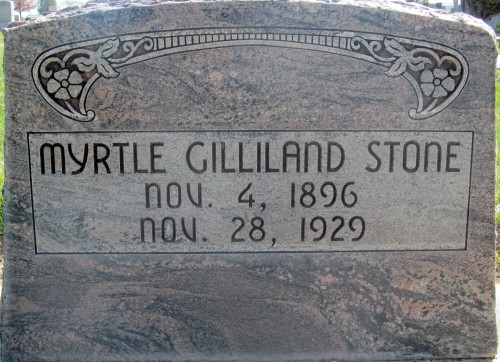 MYRTLE GILLILAND STONE
NOV. 4, 1896
NOV. 28, 1929